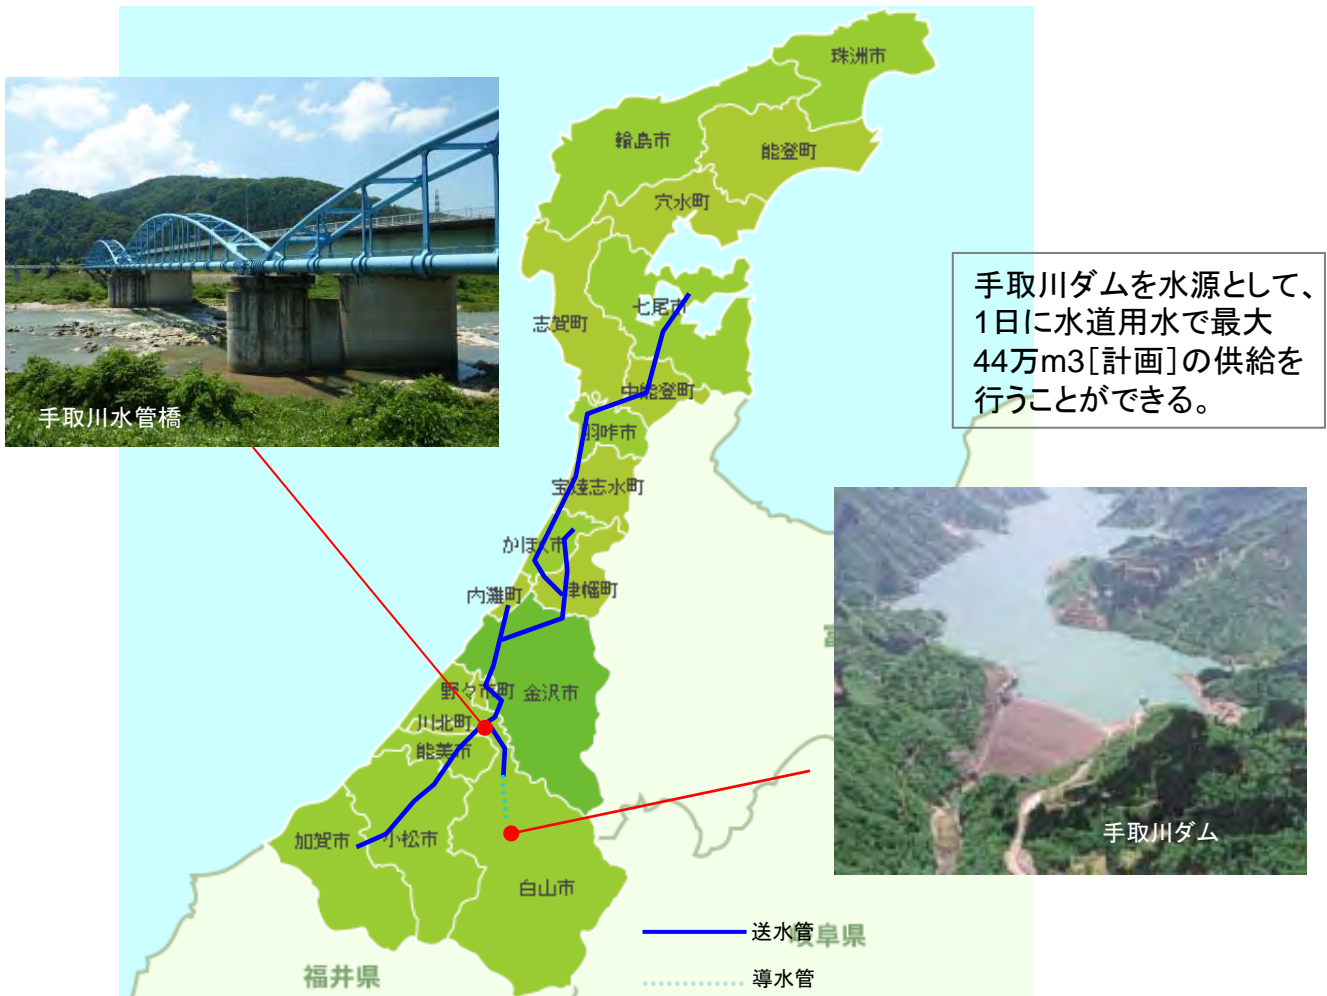 珠洲市
輪島市
能登町
穴水町
七尾市
志賀町
中能登町
羽咋市
宝達志水町
かほく市
津幡町
内灘町
野々市町
金沢市
川北町
能美市
加賀市
小松市
白山市
手取川水管橋
手取川ダムを水源として、
1日に水道用水で最大
44万m3[計画]の供給を
行うことができる。
手取川ダム
送水管
導水管
岐阜県
福井県